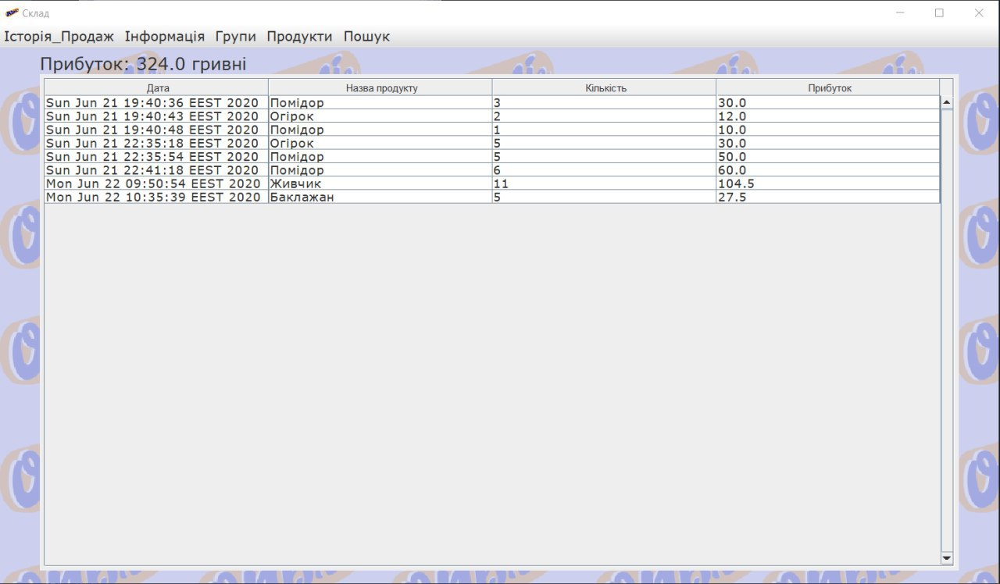 Склад
Історія_Продаж Інформація Групи Продукти Пошук
Прибуток: 324.0 гривні
Дата Назва продукту Кількість Прибуток
Sun Jun 21 19:40:36 EEST 2020 Помідор 3 30.0
Sun Jun 21 19:40:43 EEST 2020 Огірок 2 12.0
Sun Jun 21 19:40:48 EEST 2020 Помідор 1 10.0
Sun Jun 21 22:35:18 EEST 2020 Огірок 5 30.0
Sun Jun 21 22:35:54 EEST 2020 Помідор 5 50.0
Sun Jun 21 22:41:18 EEST 2020 Помідор 6 60.0
Mon Jun 22 09:50:54 EEST 2020 Живчик 11 104.5
Mon Jun 22 10:35:39 EEST 2020 Баклажан 5 27.5